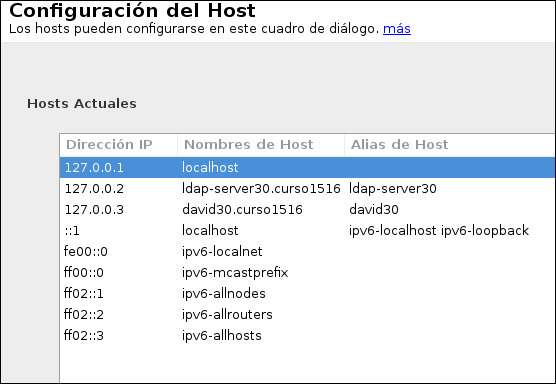 Configuración del Host
Los hosts pueden configurarse en este cuadro de diálogo. más
Hosts Actuales
Dirección IP Nombres de Host Alias de Host
127.0.0.1 localhost
127.0.0.2 ldap-server30.curso1516 ldap-server30
127.0.0.3 david30.curso1516 david30
::1 localhost ipv6-localhost ipv6-loopback
fe00::0 ipv6-localnet
ff00::0 ipv6-mcastprefix
ff02::1 ipv6-allnodes
ff02::2 ipv6-allrouters
ff02::3 ipv6-allhosts